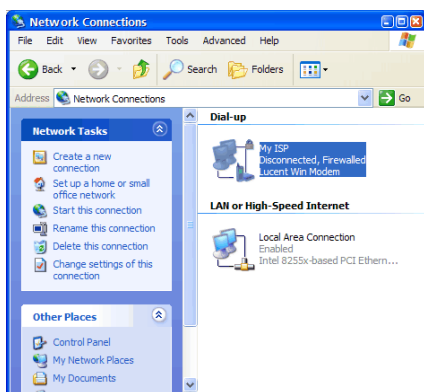 Network Connections
File Edit View Favorites Tools Advanced Help
Back Search Folders
Address Network Connections Go
Network Tasks
Create a new
connection
Set up a home or small
office network
Start this connection
Rename this connection
Delete this connection
Change settings of this
connection
Other Places
Control Panel
My Network Places
My Documents
Dial-up
My ISP
Disconnected, Firewalled
Lucent Win Modem
LAN or High-Speed Internet
Local Area Connection
Enabled
Intel 8255x-based PCI Ethern...